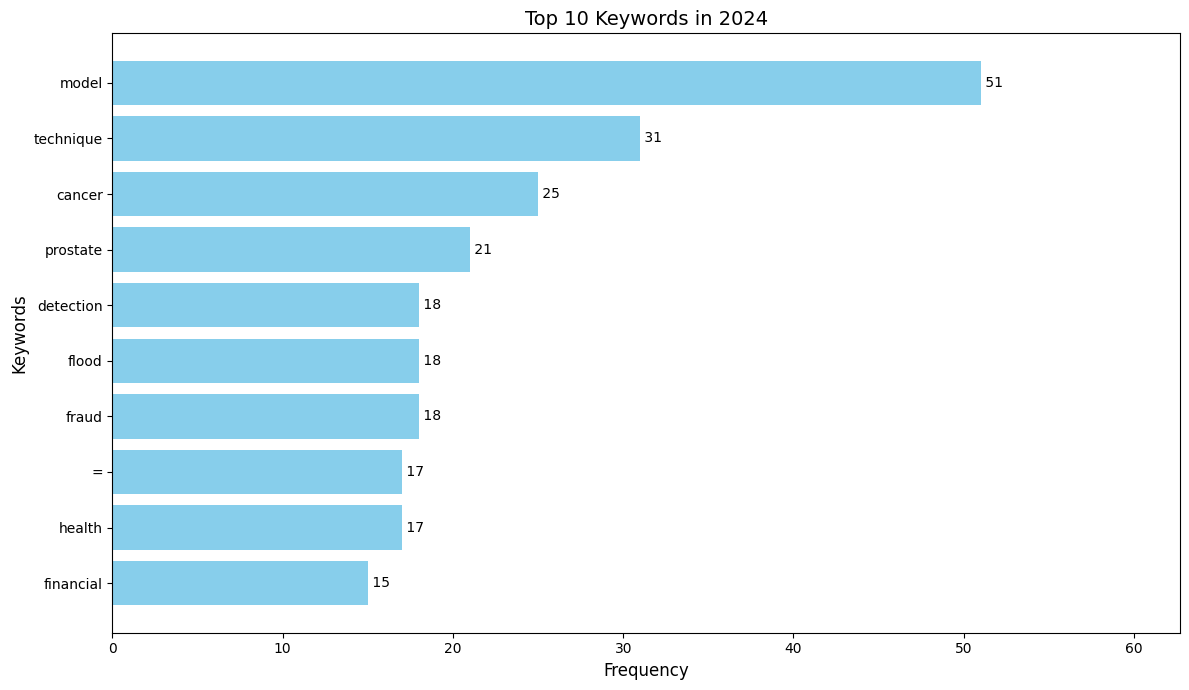 Top 10 Keywords in 2024
Keywords
model 51
technique 31
cancer 25
prostate 21
detection 18
flood 18
fraud 18
= 17
health 17
financial 15
0 10 20 30 40 50 60
Frequency